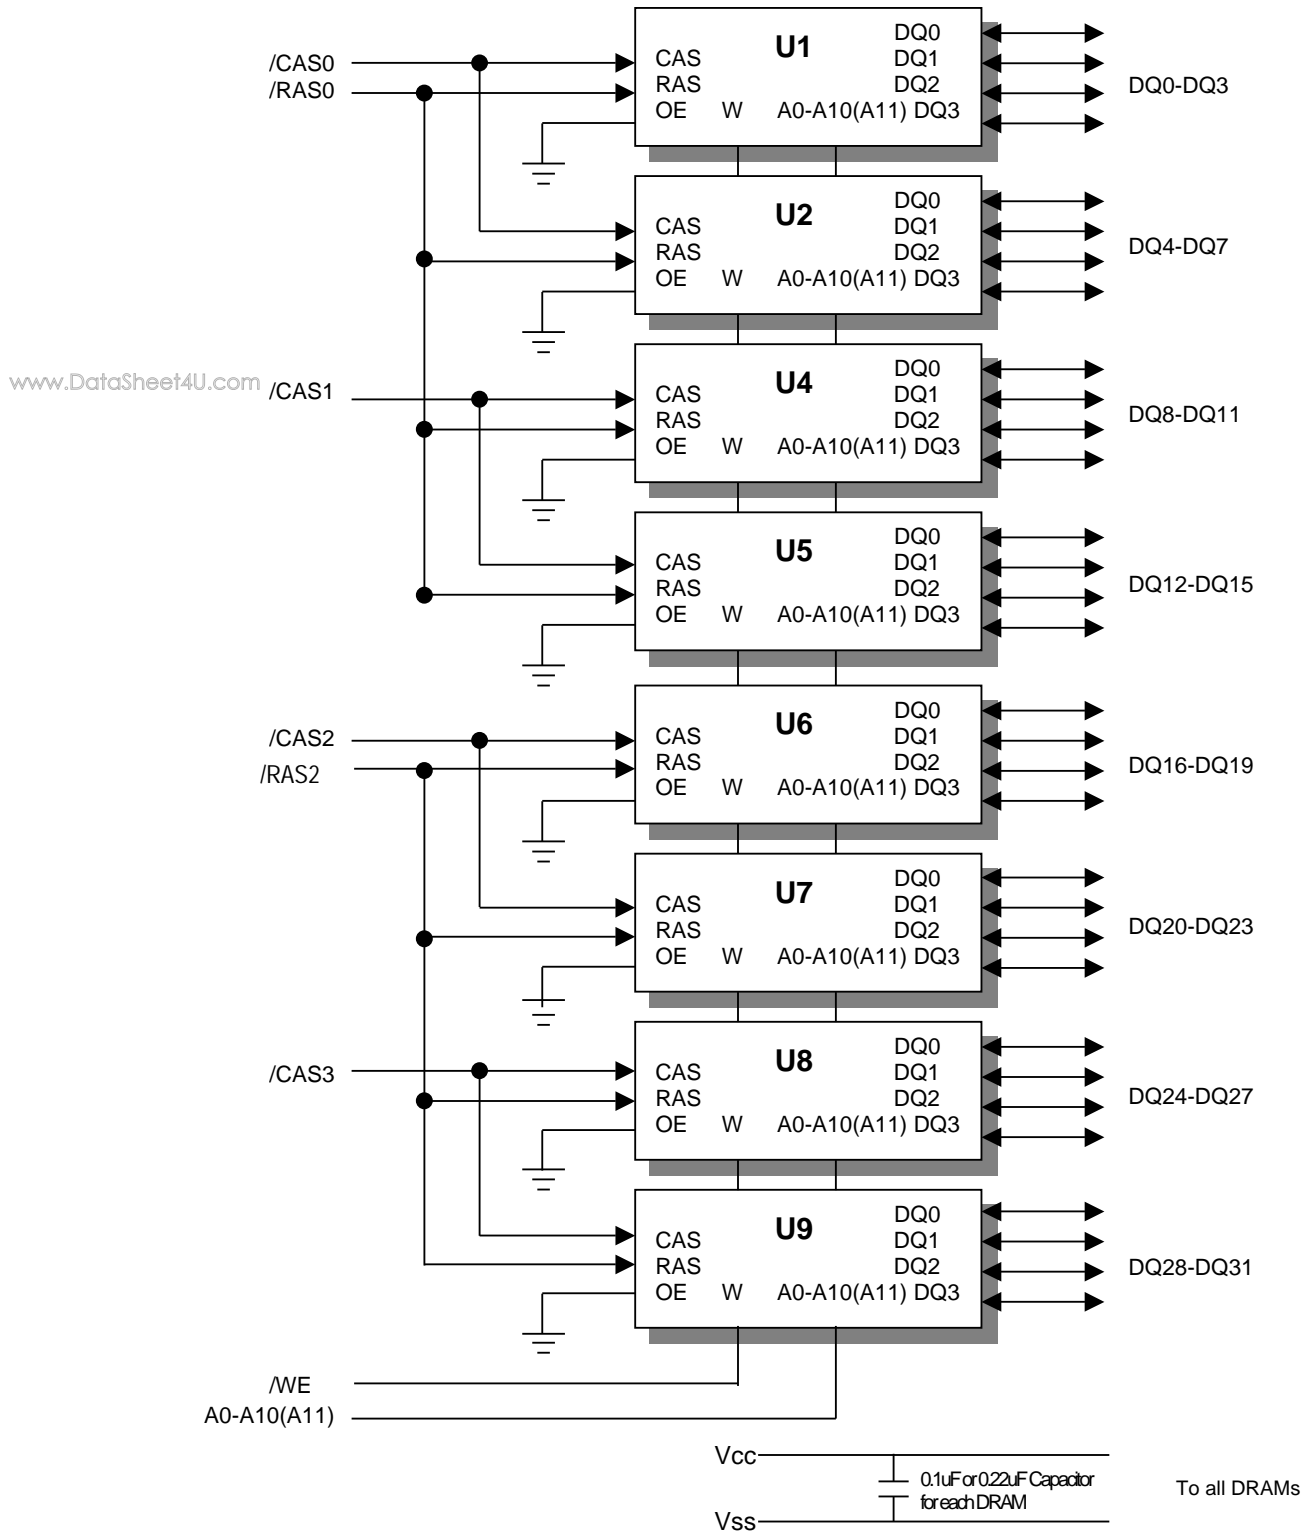 U1
DQ0
/CAS0
CAS
DQ1
/RAS0
RAS
DQ2
DQ0-DQ3
OE W A0-A10(A11) DQ3
U2
DQ0
CAS
DQ1
RAS
DQ2
DQ4-DQ7
OE W A0-A10(A11) DQ3
www.DataSheet4U.com
U4
DQ0
/CAS1
CAS
DQ1
RAS
DQ2
DQ8-DQ11
OE W A0-A10(A11) DQ3
U5
DQ0
CAS
DQ1
RAS
DQ2
DQ12-DQ15
OE W A0-A10(A11) DQ3
U6
DQ0
/CAS2
CAS
DQ1
/RAS2
RAS
DQ2
DQ16-DQ19
OE W A0-A10(A11) DQ3
U7
DQ0
CAS
DQ1
RAS
DQ2
DQ20-DQ23
OE W A0-A10(A11) DQ3
U8
DQ0
/CAS3
CAS
DQ1
RAS
DQ2
DQ24-DQ27
OE W A0-A10(A11) DQ3
U9
DQ0
CAS
DQ1
RAS
DQ2
DQ28-DQ31
OE W A0-A10(A11) DQ3
/WE
A0-A10(A11)
Vcc
0.1uF or 0.22uF Capacitor
for each DRAM
To all DRAMs
Vss